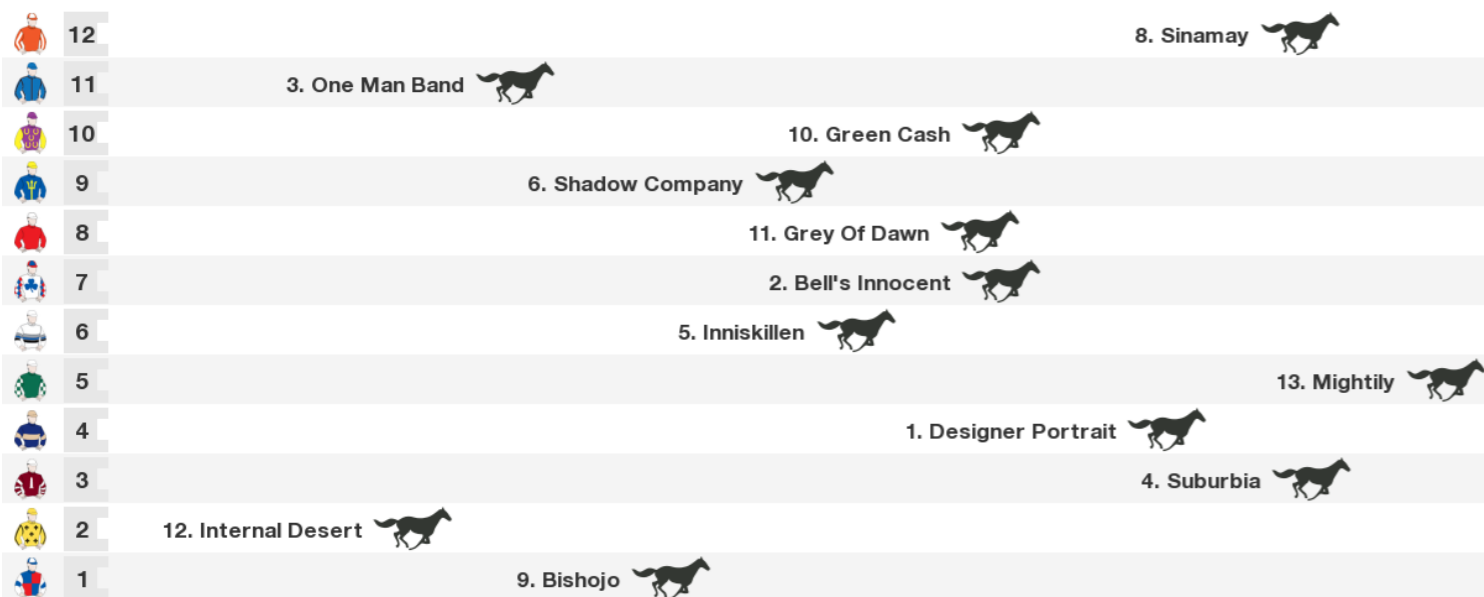 12 8. Sinamay
11 3. One Man Band
10 10. Green Cash
9 6. Shadow Company
8 11. Grey Of Dawn
7 2. Bell's Innocent
6 5. Inniskillen
5 13. Mightily
4 1. Designer Portrait
3 4. Suburbia
2 12. Internal Desert
1 9. Bishojo